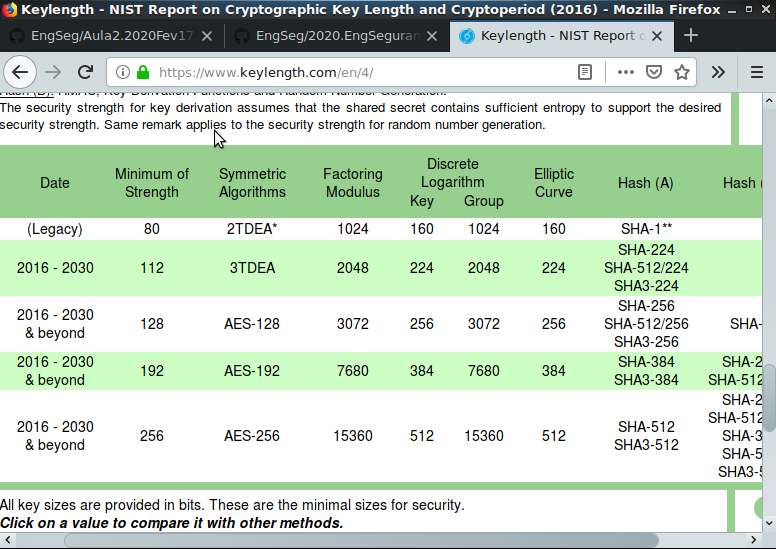 Keylength - NIST Report on Cryptographic Key Length and Cryptoperiod (2016) - Mozilla Firefox
EngSeg/Aula2.2020Fev17
EngSeg/2020.EngSeguran
Keylength - NIST Report o
https://www.keylength.com/en/4/
Hash (B): HMAC, Key Derivation Functions and Random Number Generation.
The security strength for key derivation assumes that the shared secret contains sufficient entropy to support the desired
security strength. Same remark applies to the security strength for random number generation.
Date Minimum of Strength Symmetric Algorithms Factoring Modulus Discrete Logarithm Key Group Elliptic Curve Hash (A) Hash (
(Legacy) 80 2TDEA* 1024 160 1024 160 SHA-1**
2016 - 2030 112 3TDEA 2048 224 2048 224 SHA-224 SHA-512/224 SHA3-224
2016 - 2030 & beyond 128 AES-128 3072 256 3072 256 SHA-256 SHA-512/256 SHA3-256 SHA-
2016 - 2030 & beyond 192 AES-192 7680 384 7680 384 SHA-384 SHA3-384 SHA-2 SHA-512
2016 - 2030 & beyond 256 AES-256 15360 512 15360 512 SHA-512 SHA3-512 SHA-2 SHA-512 SHA-3 SHA-5 SHA3-5
All key sizes are provided in bits. These are the minimal sizes for security.
Click on a value to compare it with other methods.